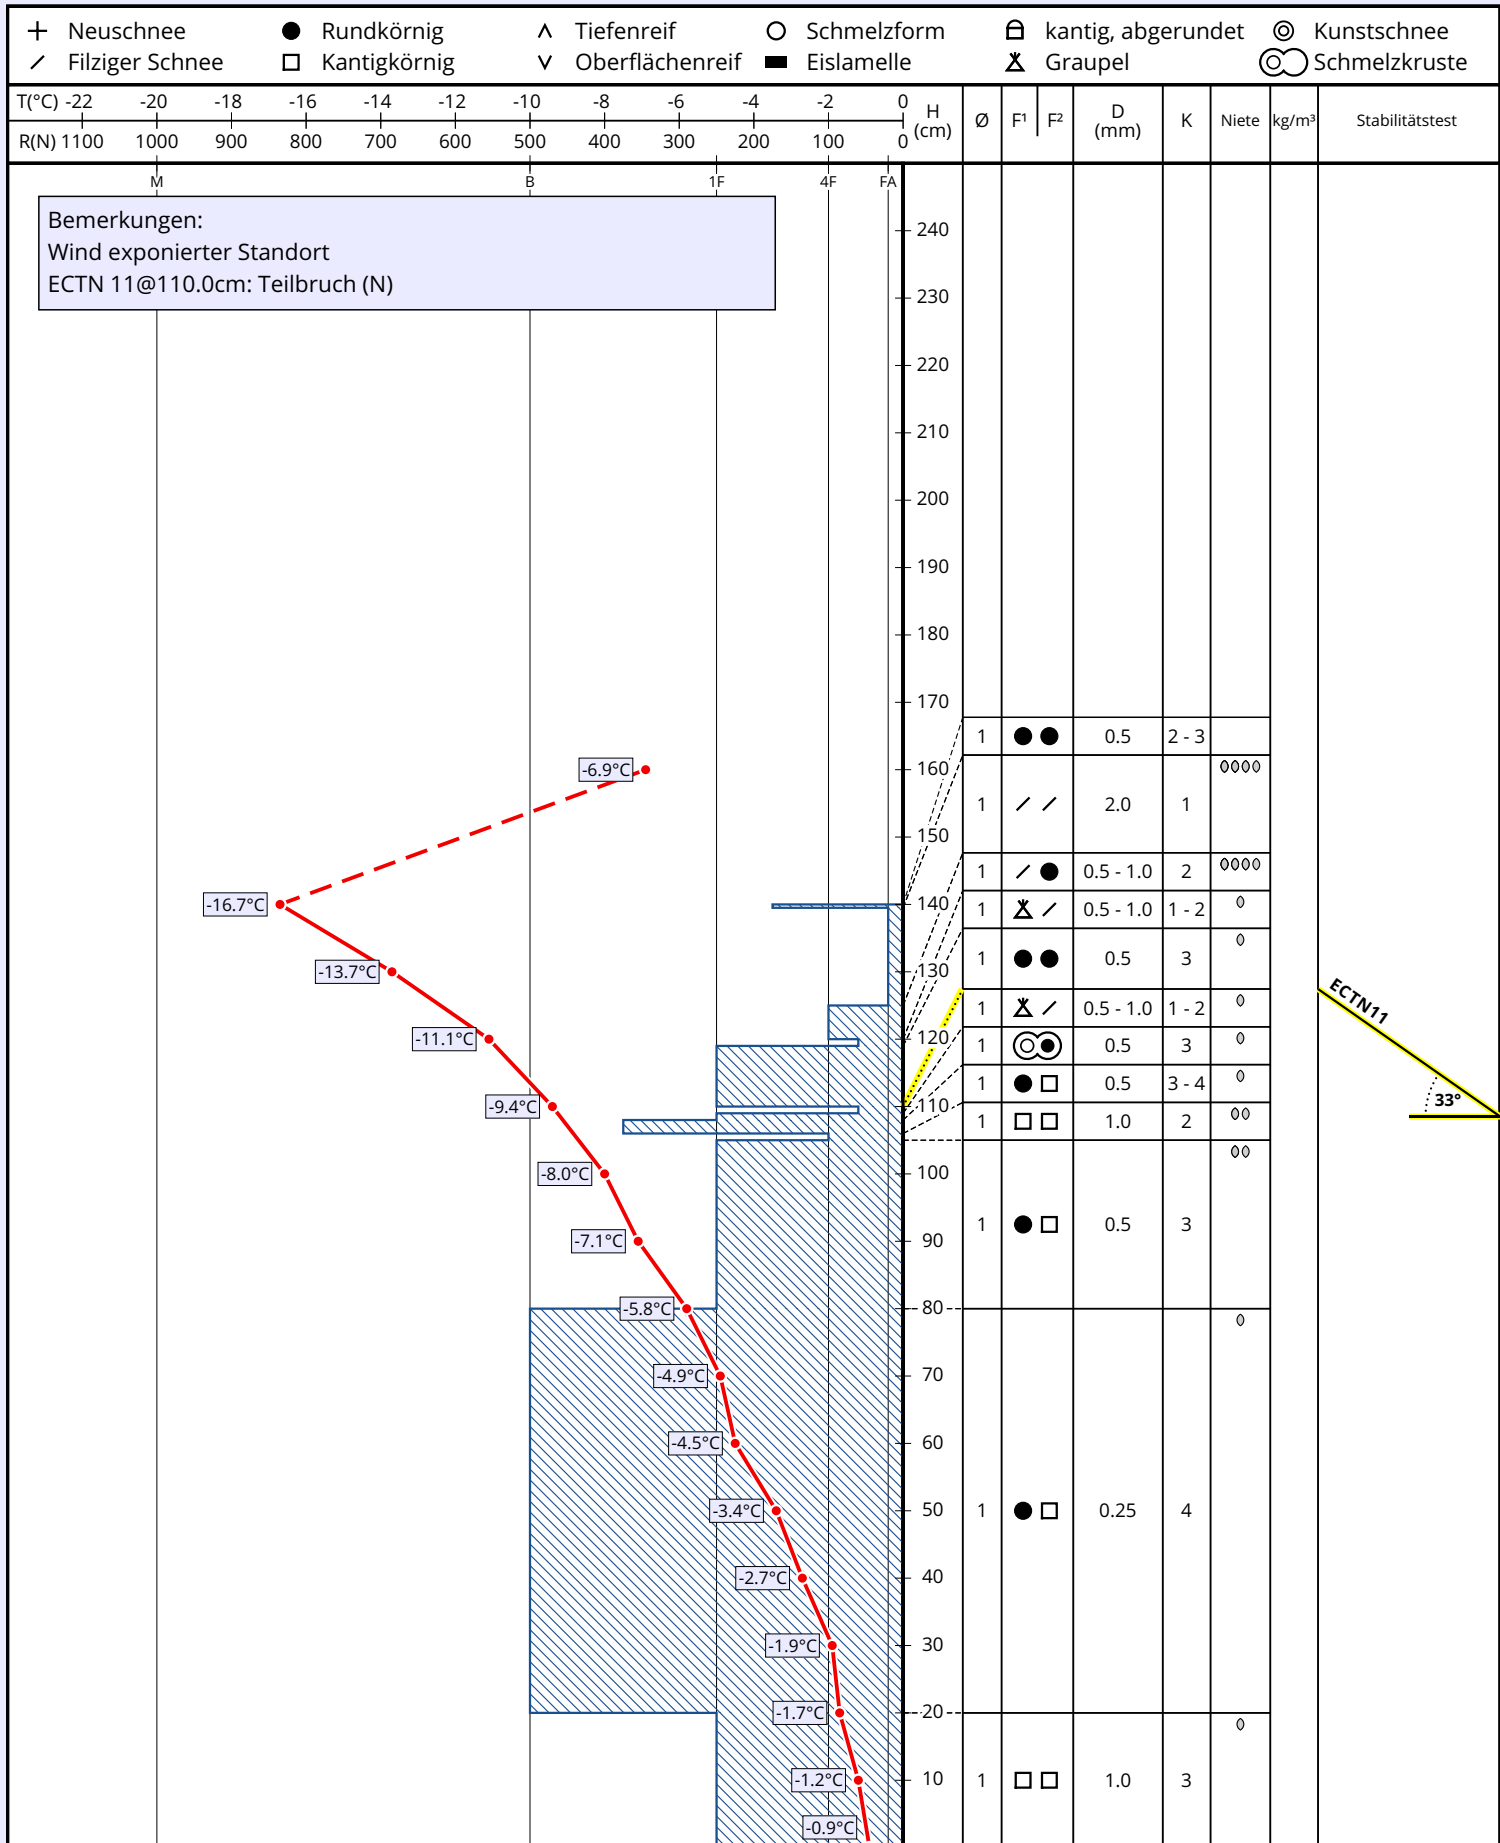 Neuschnee Rundkörnig Tiefenreif Schmelzform kantig, abgerundet Kunstschnee
Filziger Schnee Kantigkörnig Oberflächenreif Eislamelle Graupel Schmelzkruste
T(°C) -22 -20 -18 -16 -14 -12 -10 -8 -6 -4 -2 0
R(N) 1100 1000 900 800 700 600 500 400 300 200 100 0
H (cm) Ø F¹ F² D (mm) K Niete kg/m³ Stabilitätstest
M B 1F 4F FA
Bemerkungen:
Wind exponierter Standort
ECTN 11@110.0cm: Teilbruch (N)
240
230
220
210
200
190
180
170
1 0.5 2 - 3
-6.9°C 160
1 2.0 1
150
1 0.5 - 1.0 2
-16.7°C 140
1 0.5 - 1.0 1 - 2
1 0.5 3
-13.7°C 130
1 0.5 - 1.0 1 - 2
ECTN11
-11.1°C 120
1 0.5 3
1 0.5 3 - 4
33°
-9.4°C 110
1 1.0 2
-8.0°C 100
1 0.5 3
-7.1°C 90
-5.8°C 80
-4.9°C 70
-4.5°C 60
-3.4°C 50
1 0.25 4
-2.7°C 40
-1.9°C 30
-1.7°C 20
-1.2°C 10
1 1.0 3
-0.9°C